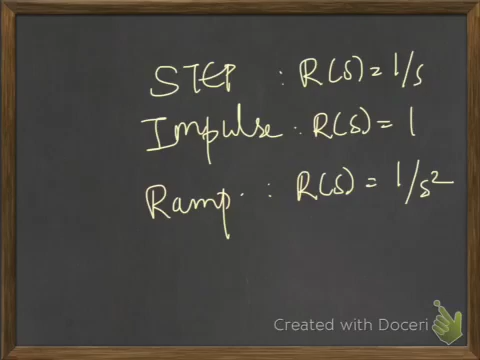 STEP : R(s) = 1/s
Impulse : R(s) = 1
Ramp : R(s) = 1/s²
Created with Doceri